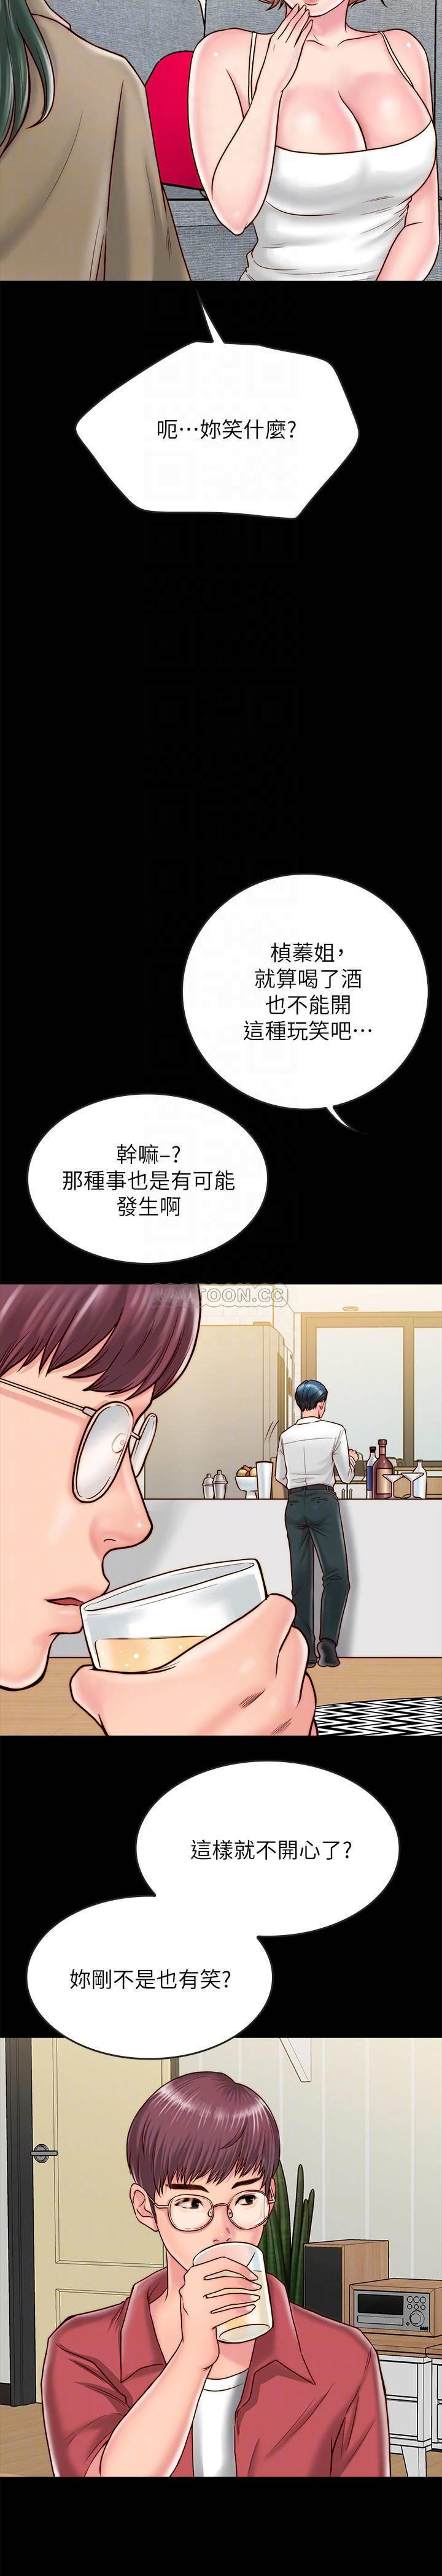 呃…妳笑什麼?
楨蓁姐,
就算喝了酒
也不能開
這種玩笑吧…
幹嘛-?
那種事也是有可能
發生啊
這樣就不開心了?
妳剛不是也有笑?